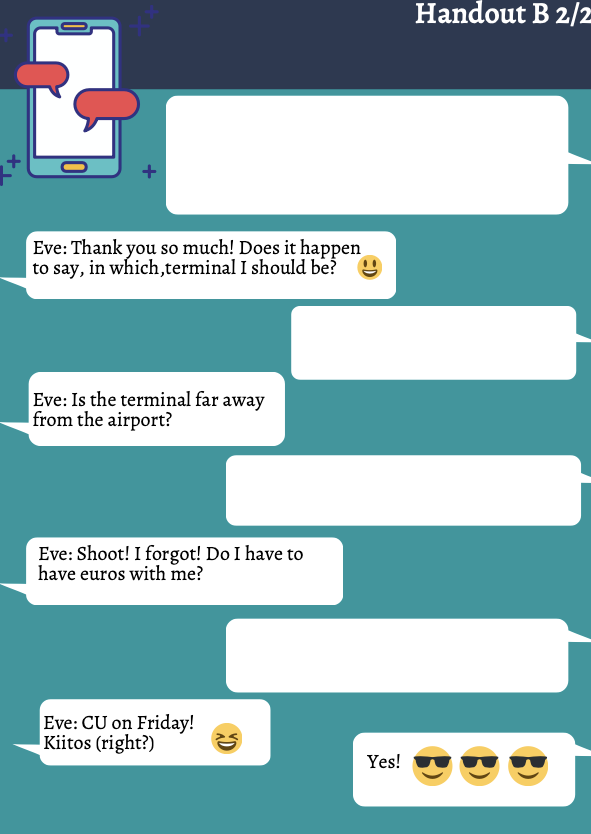 Handout B 2/2
Eve: Thank you so much! Does it happen
to say, in which,terminal I should be?
Eve: Is the terminal far away
from the airport?
Eve: Shoot! I forgot! Do I have to
have euros with me?
Eve: CU on Friday!
Kiitos (right?)
Yes!